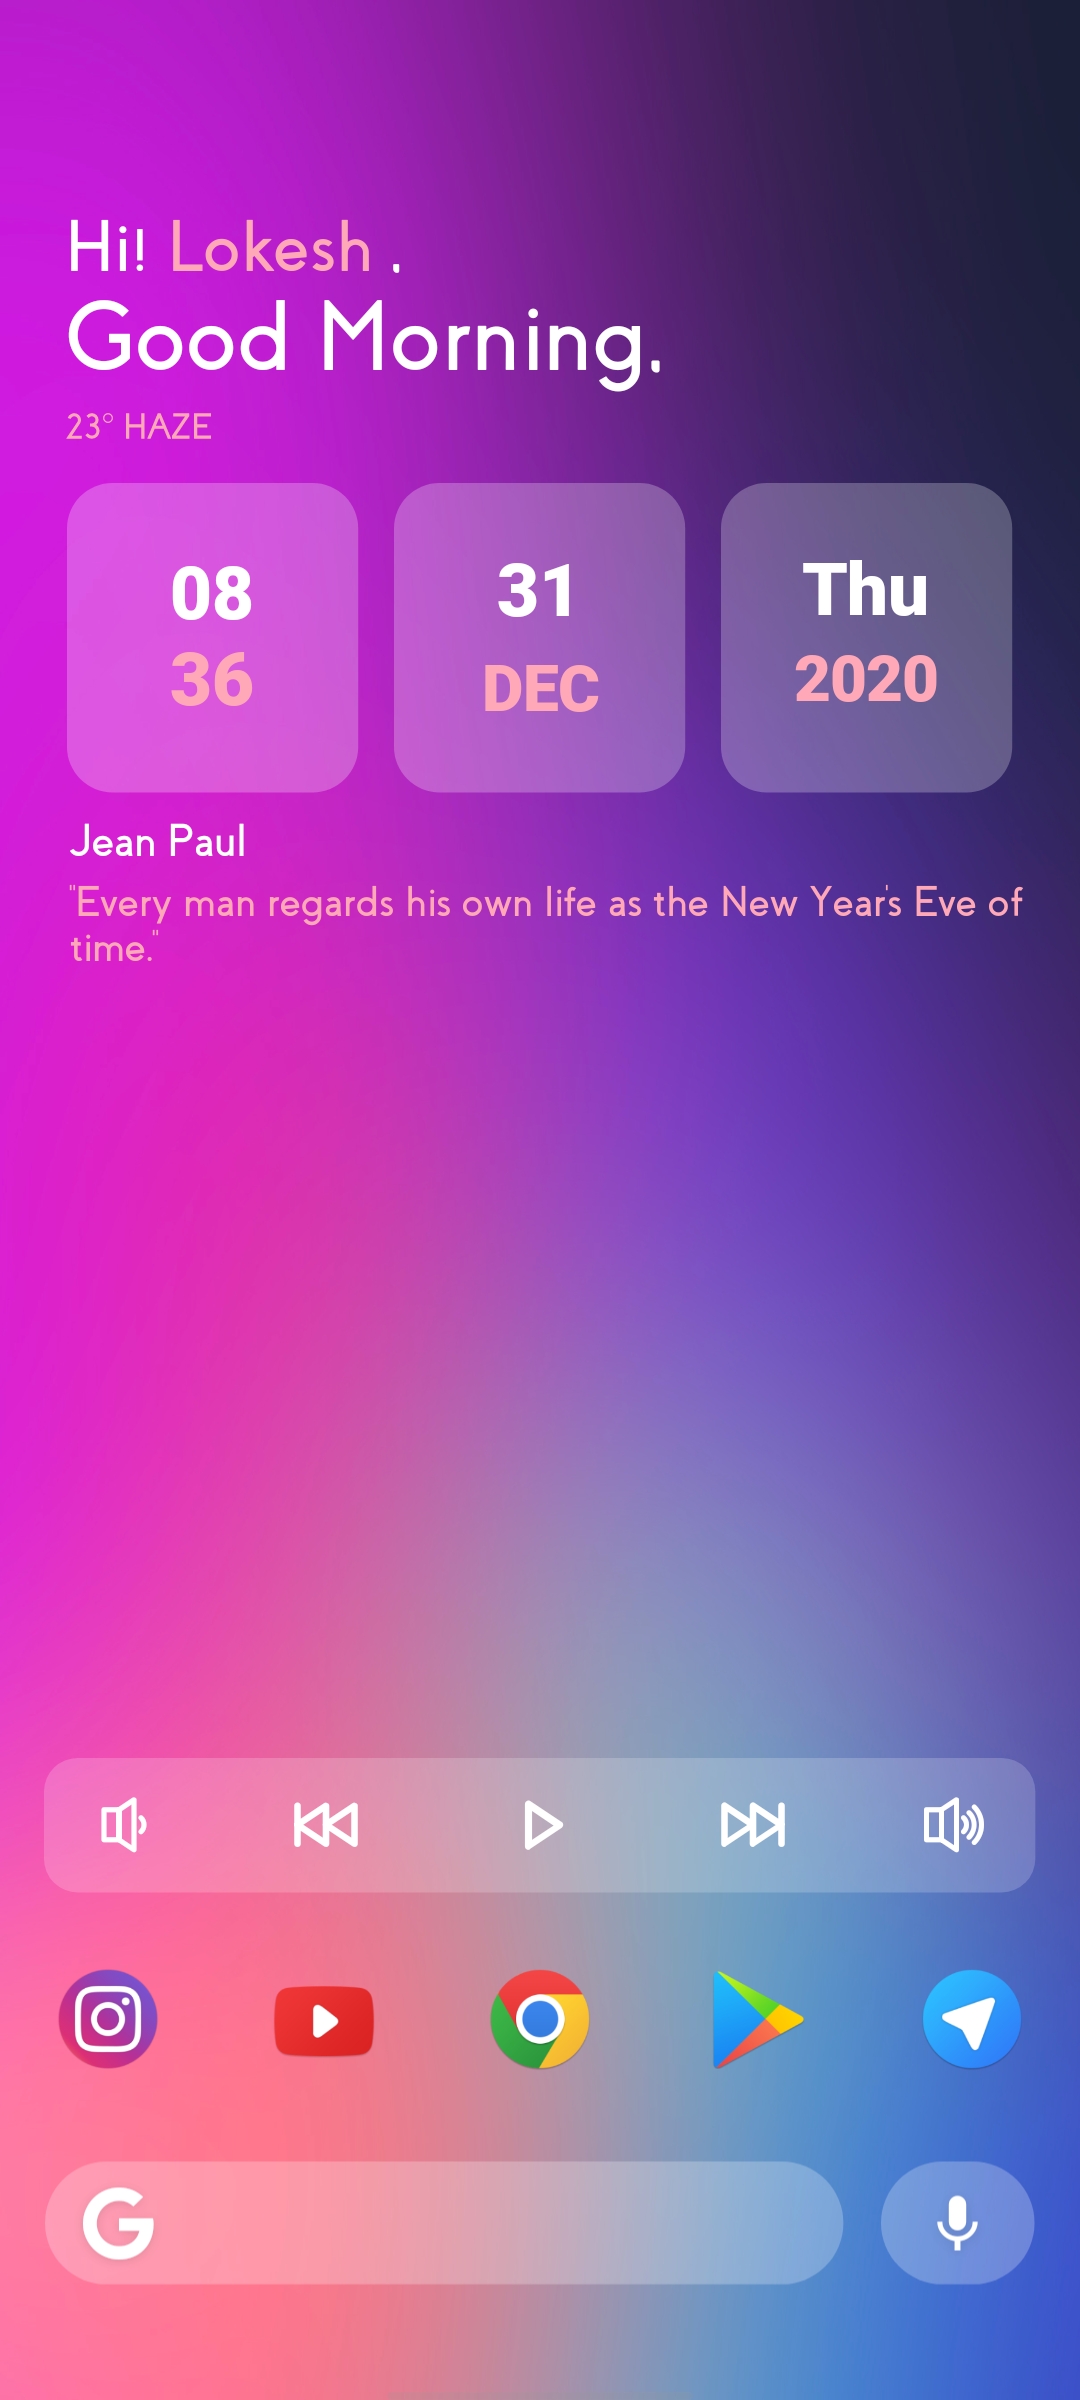 Hi! Lokesh .
Good Morning.
23° HAZE
08
36
31
DEC
Thu
2020
Jean Paul
"Every man regards his own life as the New Year's Eve of
time."
G